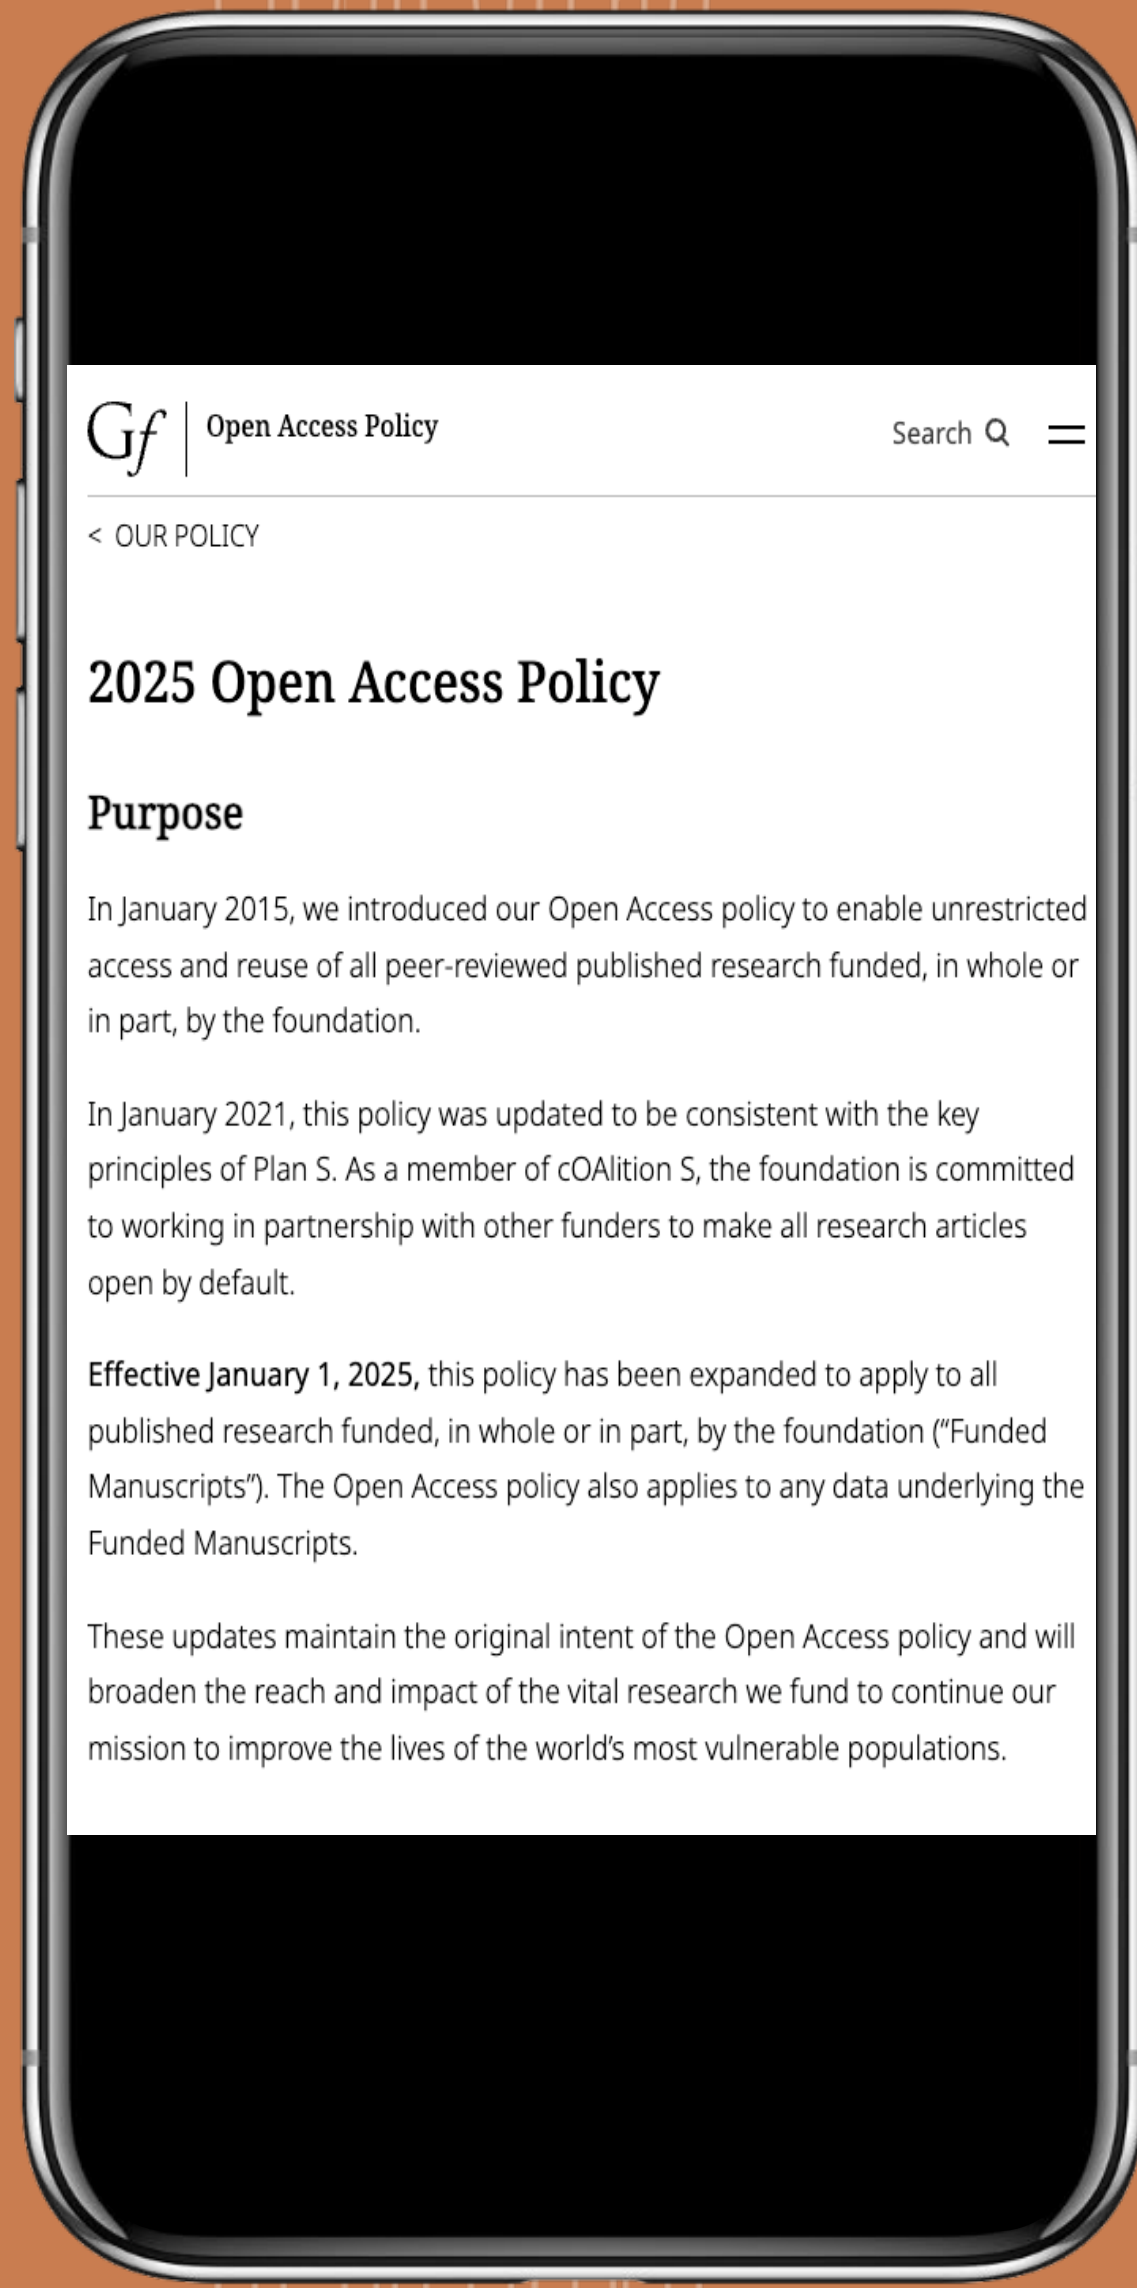 Gf
Open Access Policy
Search
< OUR POLICY
2025 Open Access Policy
Purpose
In January 2015, we introduced our Open Access policy to enable unrestricted
access and reuse of all peer-reviewed published research funded, in whole or
in part, by the foundation.
In January 2021, this policy was updated to be consistent with the key
principles of Plan S. As a member of cOAlition S, the foundation is committed
to working in partnership with other funders to make all research articles
open by default.
Effective January 1, 2025, this policy has been expanded to apply to all
published research funded, in whole or in part, by the foundation (“Funded
Manuscripts”). The Open Access policy also applies to any data underlying the
Funded Manuscripts.
These updates maintain the original intent of the Open Access policy and will
broaden the reach and impact of the vital research we fund to continue our
mission to improve the lives of the world’s most vulnerable populations.